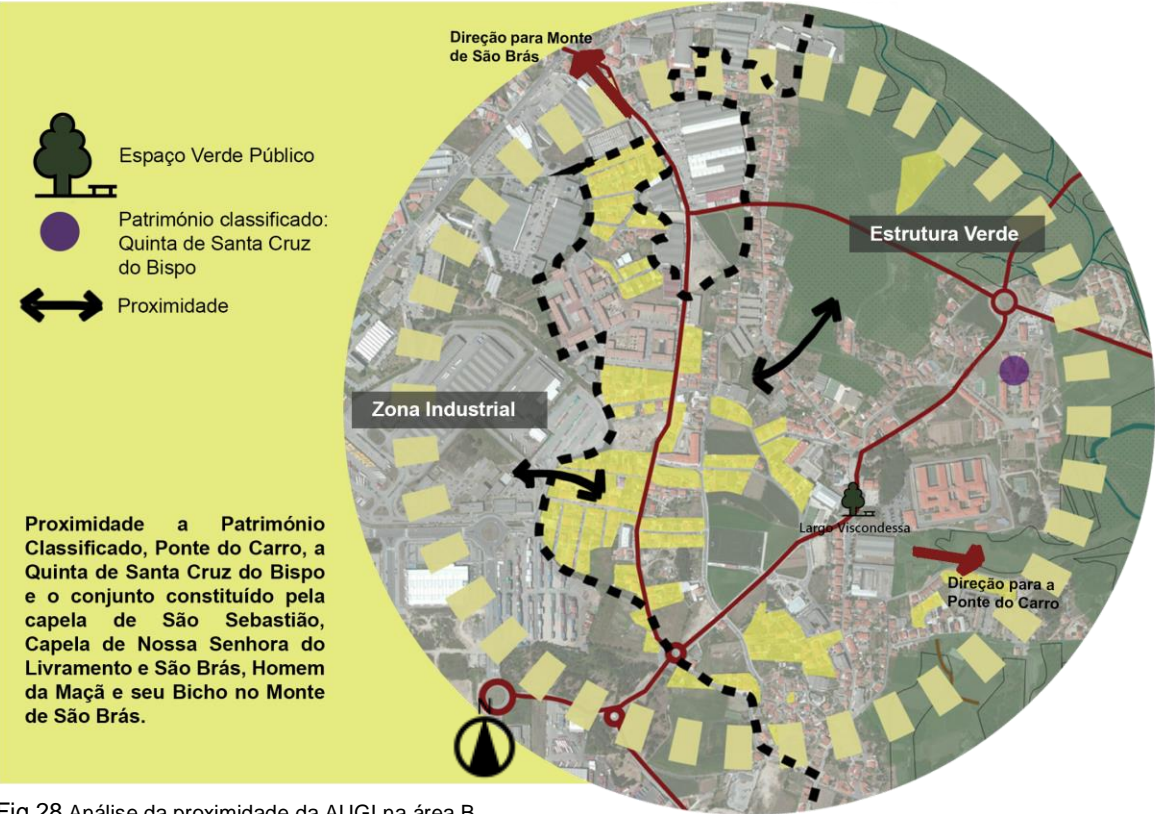 Direção para Monte
de São Brás
Espaço Verde Público
Património classificado:
Quinta de Santa Cruz
do Bispo
Proximidade
Estrutura Verde
Zona Industrial
Largo Viscondessa
Direção para a
Ponte do Carro
Proximidade a Património
Classificado, Ponte do Carro, a
Quinta de Santa Cruz do Bispo
e o conjunto constituído pela
capela de São Sebastião,
Capela de Nossa Senhora do
Livramento e São Brás, Homem
da Maçã e seu Bicho no Monte
de São Brás.
N
Fig.28 Análise da proximidade da AUGI na área B